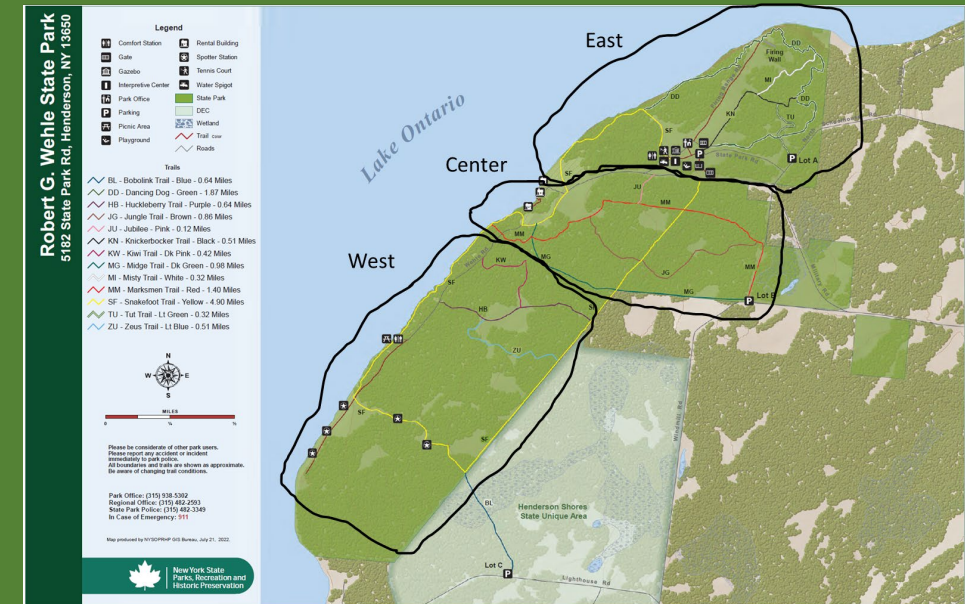 Robert G. Wehle State Park
5182 State Park Rd, Henderson, NY 13650
Legend
Comfort Station
Gate
Gazebo
Interpretive Center
Park Office
Parking
Picnic Area
Playground
Rental Building
Spotter Station
Tennis Court
Water Spigot
State Park
DEC
Wetland
Trail Color
Roads
Trails
BL - Bobolink Trail - Blue - 0.64 Miles
DD - Dancing Dog - Green - 1.87 Miles
HB - Huckleberry Trail - Purple - 0.64 Miles
JG - Jungle Trail - Brown - 0.86 Miles
JU - Jubilee - Pink - 0.12 Miles
KN - Knickerbocker Trail - Black - 0.51 Miles
KW - Kiwi Trail - Dk Pink - 0.42 Miles
MG - Midge Trail - Dk Green - 0.98 Miles
MI - Misty Trail - White - 0.32 Miles
MM - Marksmen Trail - Red - 1.40 Miles
SF - Snakefoot Trail - Yellow - 4.90 Miles
TU - Tut Trail - Lt Green - 0.32 Miles
ZU - Zeus Trail - Lt Blue - 0.51 Miles
N
W
E
S
MILES
0
Please be considerate of other park users.
Please report any accident or incident
immediately to park police.
All boundaries and trails are shown as approximate.
Be aware of changing trail conditions.
Park Office: (315) 938-5302
Regional Office: (315) 482-2593
State Park Police: (315) 482-3349
In Case of Emergency: 911
Map produced by NYSOPRHP GIS Bureau, July 21, 2022.
New York State
Parks, Recreation and
Historic Preservation
East
Lake Ontario
Center
West
DD
Firing
Wall
MI
DD
DD
KN
TU
SF
State Park Rd
P
Lot A
SF
JU
MM
MM
MG
JG
MM
MG
Lot B
P
KW
SF
HB
SF
ZU
SF
SF
BL
Windmill Rd
Henderson Shores
State Unique Area
Lot C
P
Lighthouse Rd